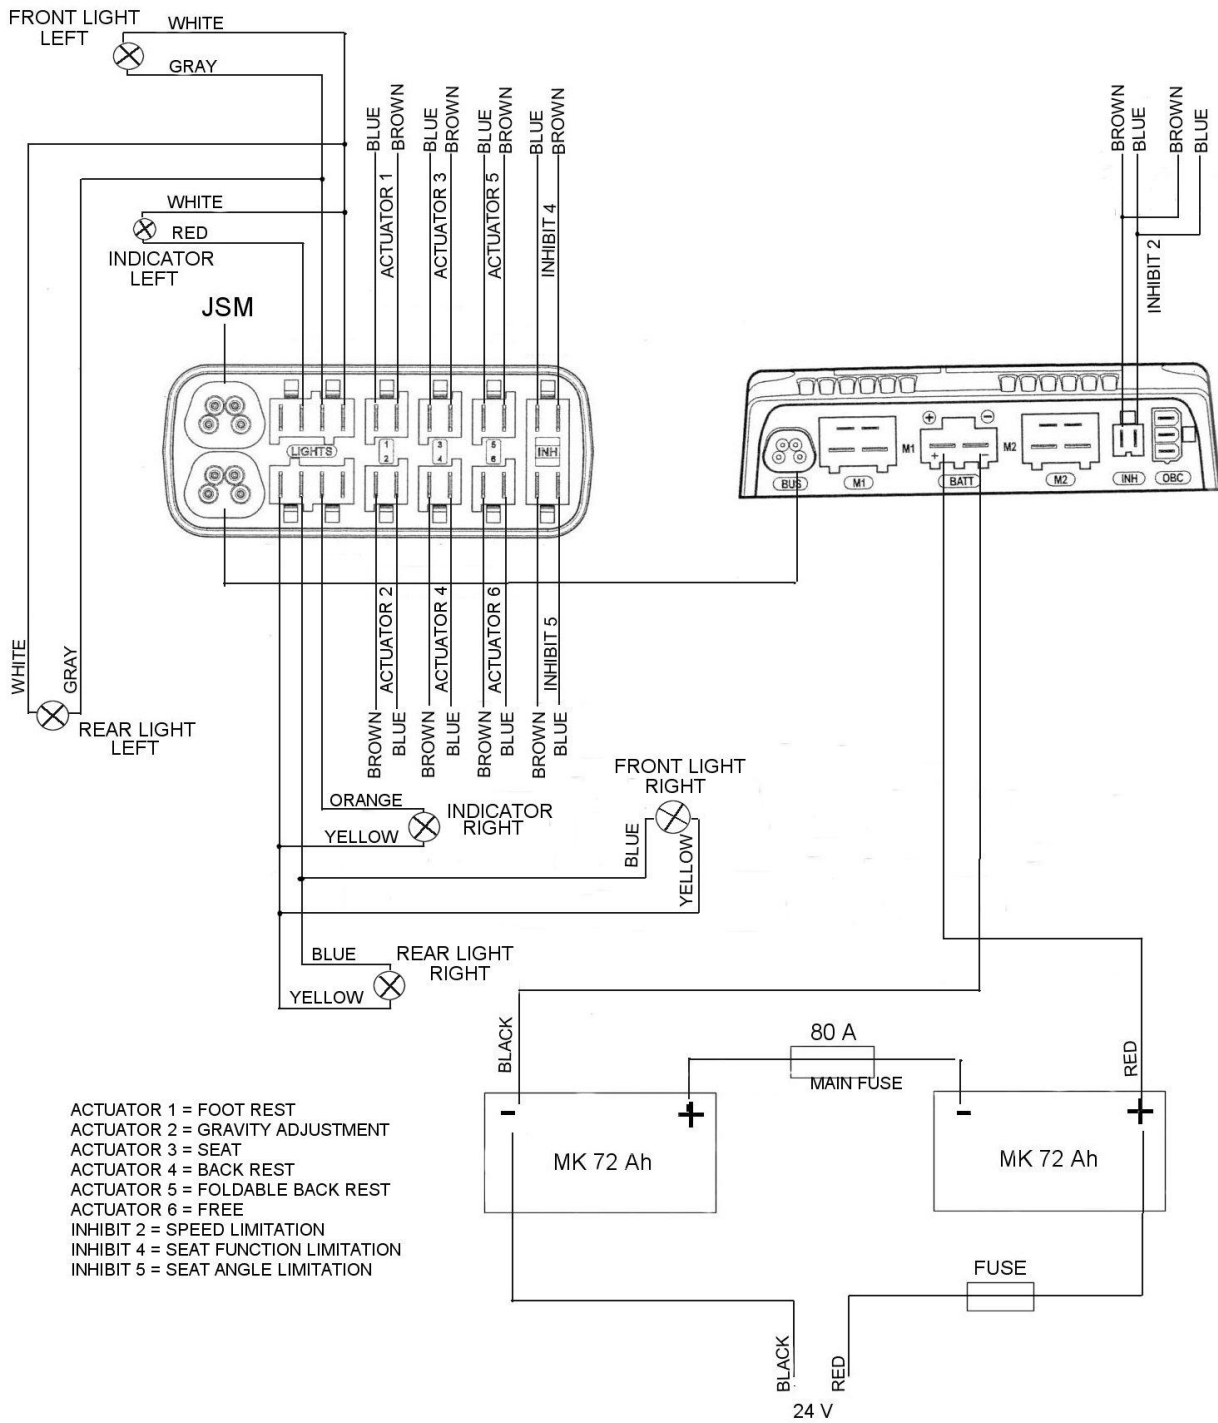 FRONT LIGHT
LEFT
WHITE
GRAY
BLUE
BROWN
BLUE
BROWN
BLUE
BROWN
BLUE
BROWN
BROWN
BLUE
BROWN
BLUE
ACTUATOR 1
ACTUATOR 3
ACTUATOR 5
INHIBIT 4
INHIBIT 2
WHITE
RED
INDICATOR
LEFT
JSM
LIGHTS
1
2
3
4
5
6
INH
+
-
M1
M2
+
-
BUS
M1
BATT
M2
INH
OBC
ACTUATOR 2
ACTUATOR 4
ACTUATOR 6
INHIBIT 5
WHITE
GRAY
REAR LIGHT
LEFT
BROWN
BLUE
BROWN
BLUE
BROWN
BLUE
BROWN
BLUE
FRONT LIGHT
RIGHT
ORANGE
INDICATOR
RIGHT
YELLOW
BLUE
YELLOW
BLUE
REAR LIGHT
RIGHT
YELLOW
BLACK
80 A
MAIN FUSE
RED
-
+
-
+
MK 72 Ah
MK 72 Ah
ACTUATOR 1 = FOOT REST
ACTUATOR 2 = GRAVITY ADJUSTMENT
ACTUATOR 3 = SEAT
ACTUATOR 4 = BACK REST
ACTUATOR 5 = FOLDABLE BACK REST
ACTUATOR 6 = FREE
INHIBIT 2 = SPEED LIMITATION
INHIBIT 4 = SEAT FUNCTION LIMITATION
INHIBIT 5 = SEAT ANGLE LIMITATION
FUSE
BLACK
RED
24 V